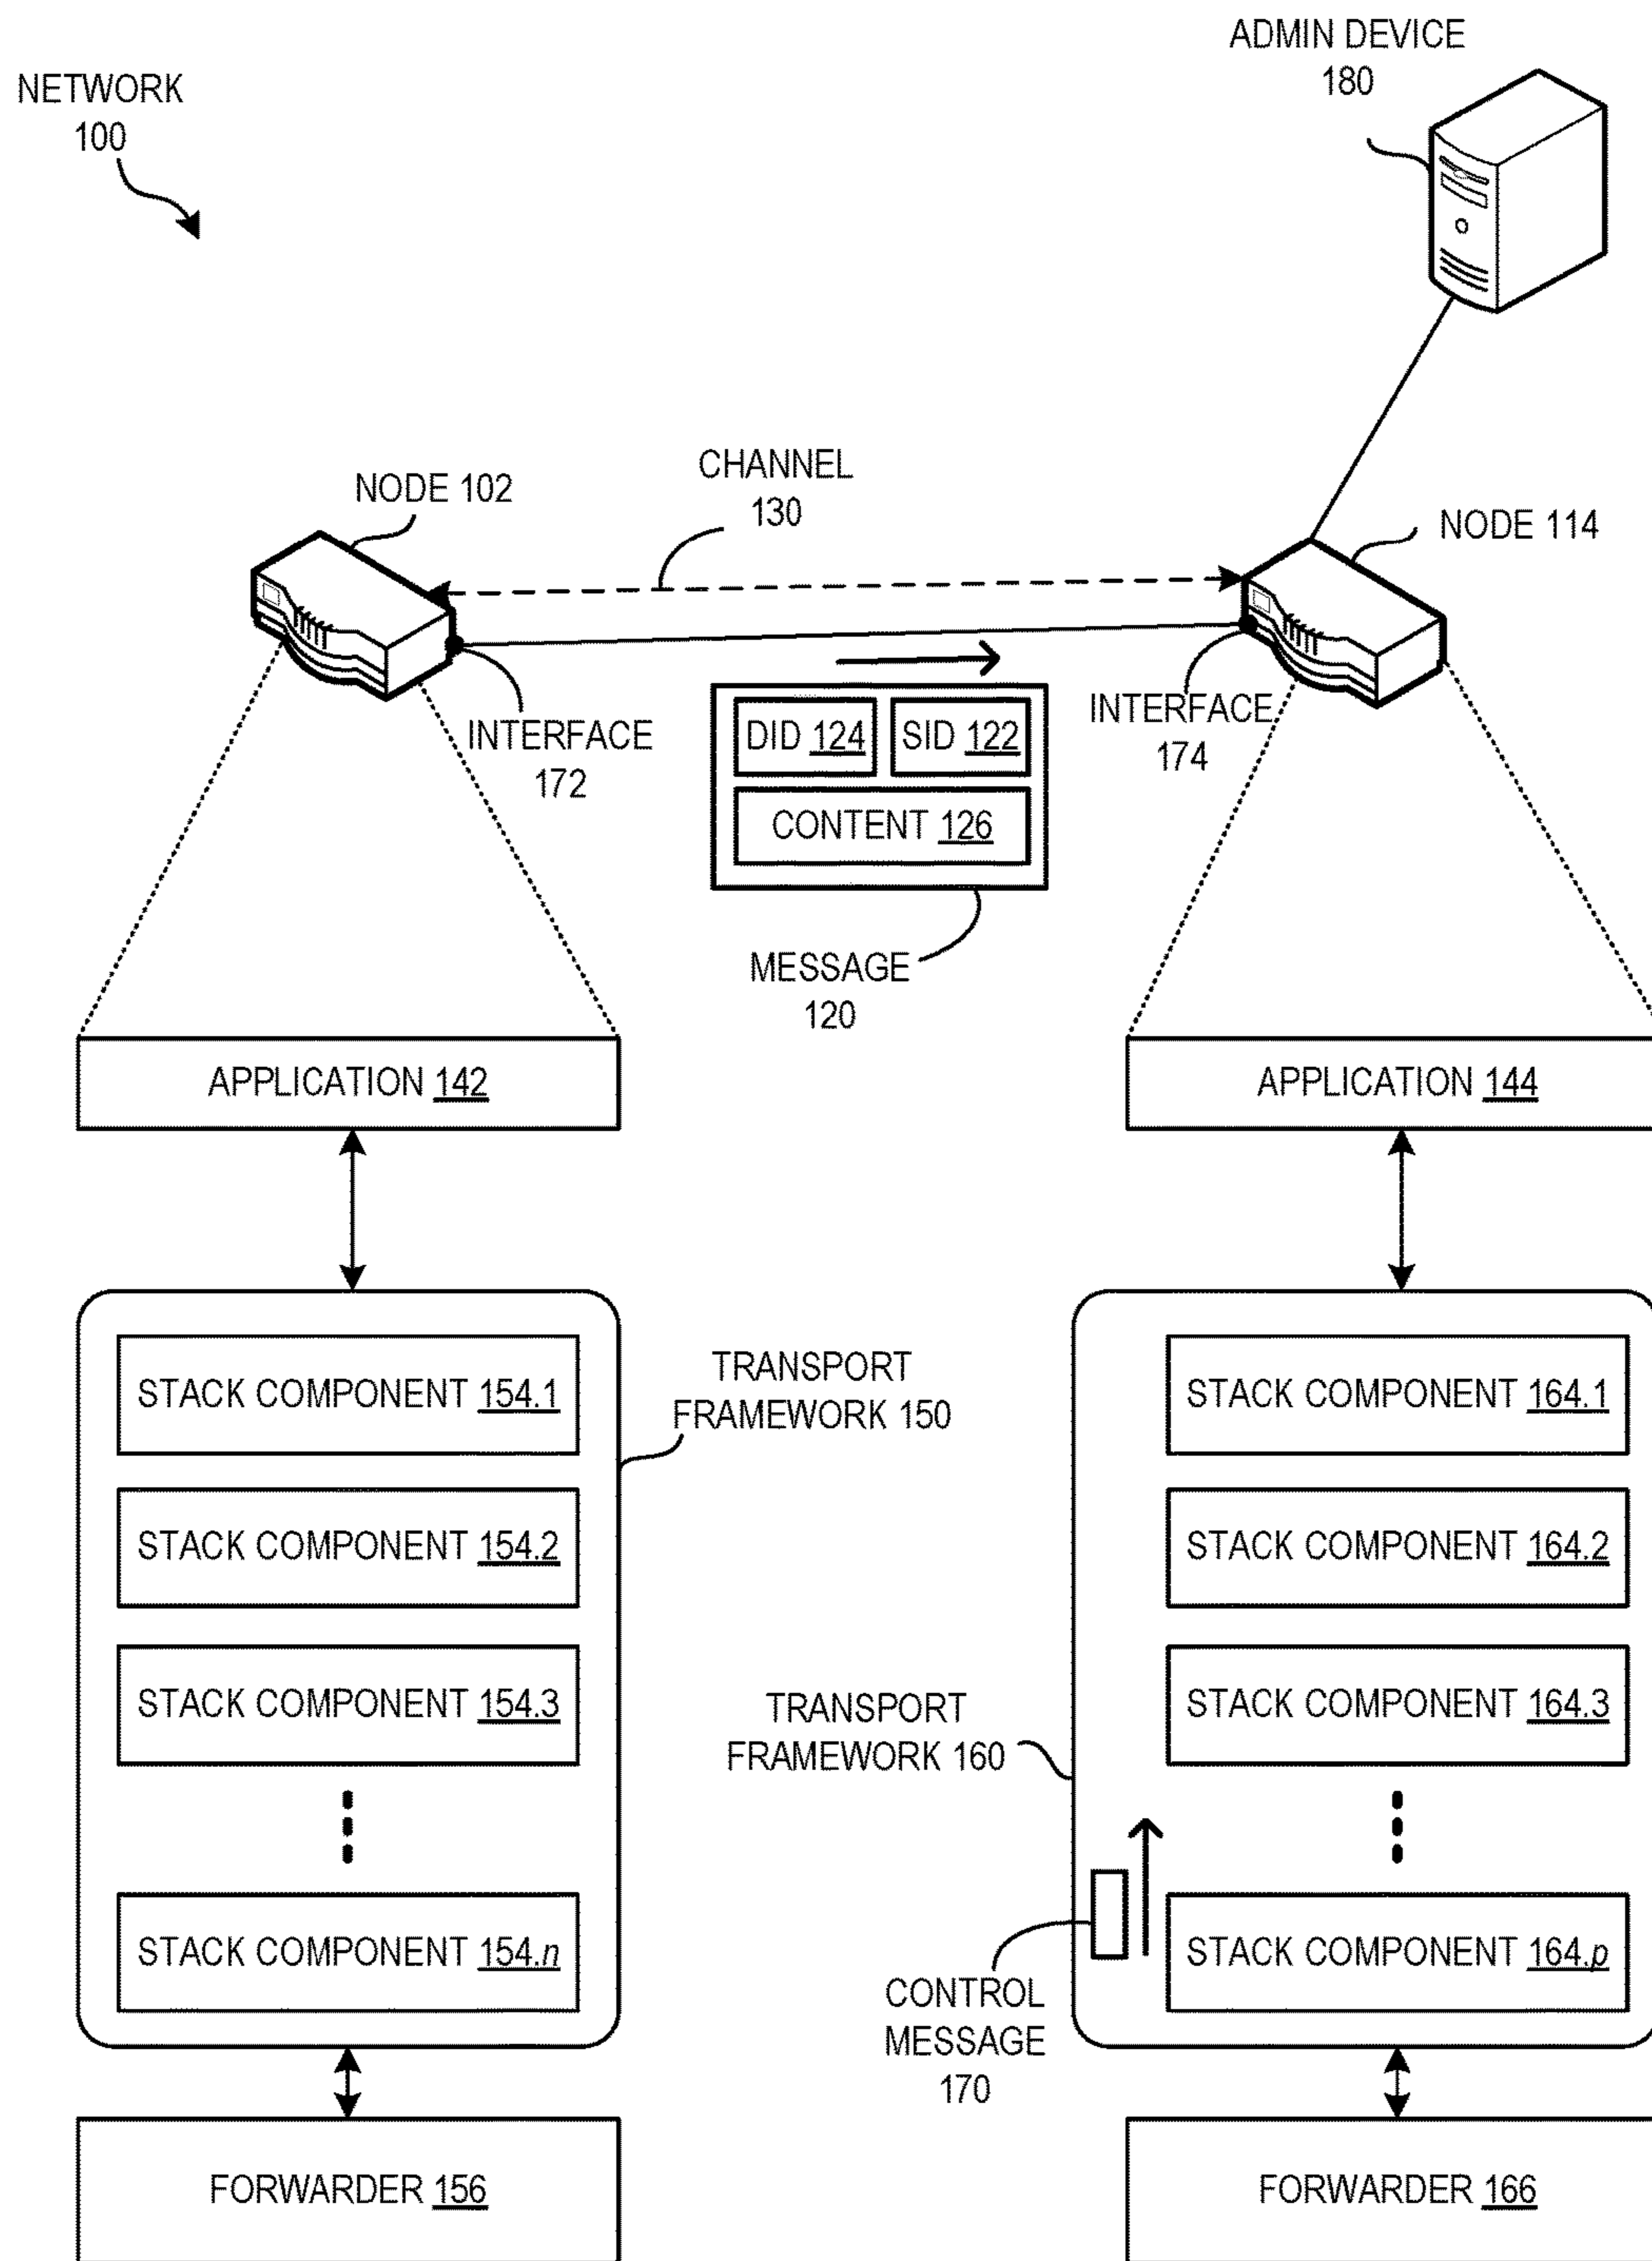 ADMIN DEVICE
180
NETWORK
100
CHANNEL
130
NODE 102
NODE 114
INTERFACE
172
DID 124
SID 122
CONTENT 126
INTERFACE
174
MESSAGE
120
APPLICATION 142
APPLICATION 144
STACK COMPONENT 154.1
STACK COMPONENT 154.2
STACK COMPONENT 154.3
STACK COMPONENT 154.n
TRANSPORT
FRAMEWORK 150
STACK COMPONENT 164.1
STACK COMPONENT 164.2
STACK COMPONENT 164.3
STACK COMPONENT 164.p
TRANSPORT
FRAMEWORK 160
CONTROL
MESSAGE
170
FORWARDER 156
FORWARDER 166